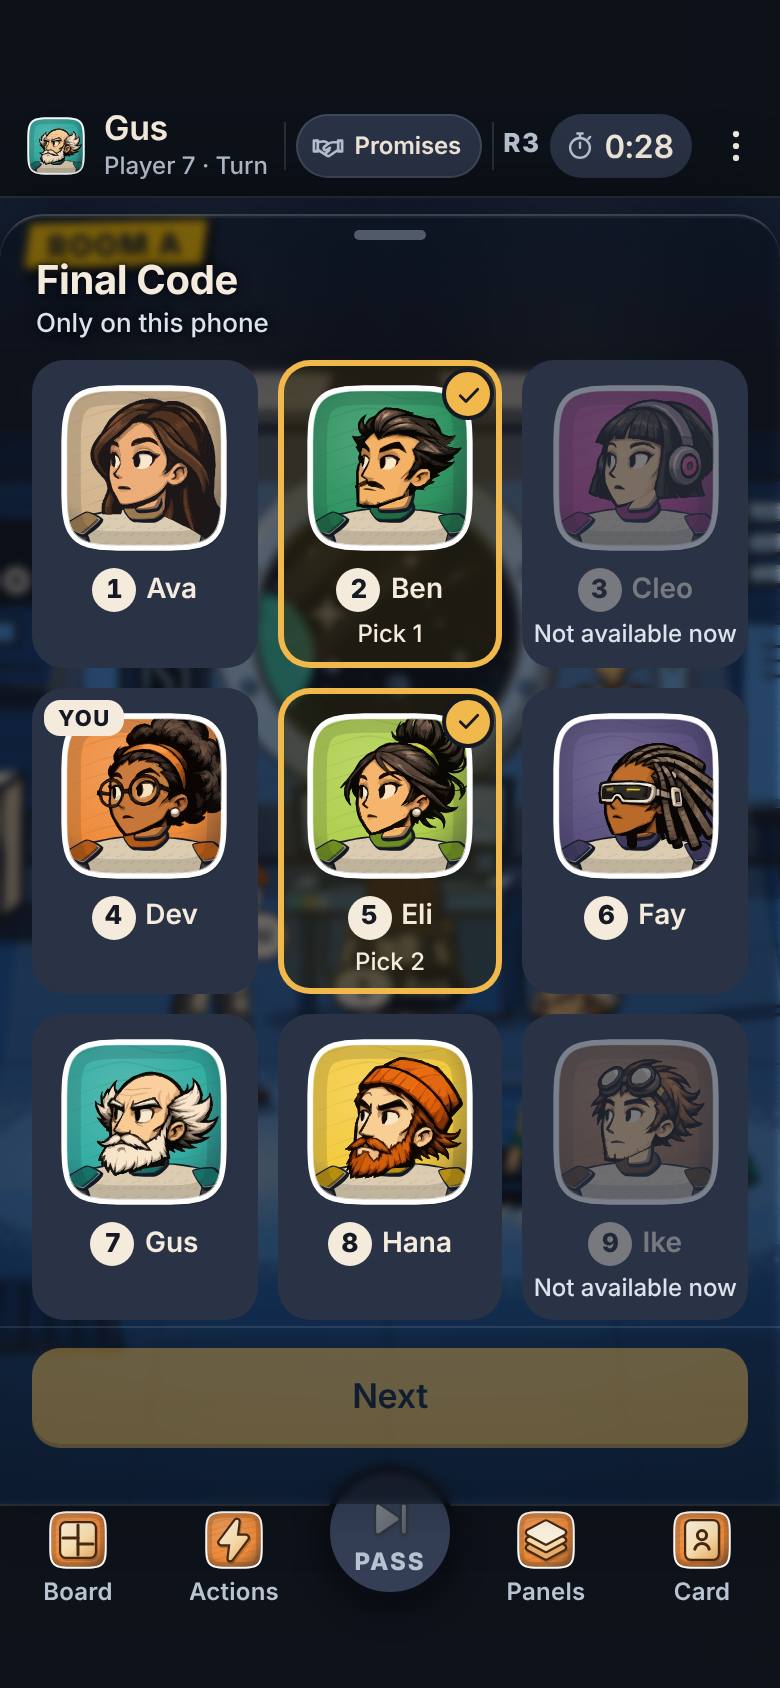 Gus
Player 7 · Turn
Promises
R3
0:28
ROOM A
Final Code
Only on this phone
1 Ava
2 Ben
Pick 1
3 Cleo
Not available now
YOU
4 Dev
5 Eli
Pick 2
6 Fay
7 Gus
8 Hana
9 Ike
Not available now
Next
Board
Actions
PASS
Panels
Card